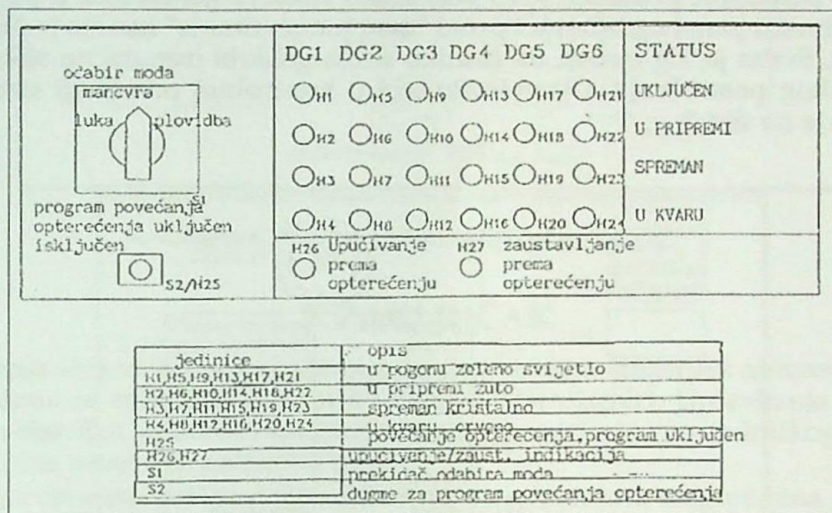 DG1 DG2 DG3 DG4 DG5 DG6 STATUS
odabir moda
manevra
luka plovidba
S1
H1 H5 H9 H13 H17 H21 UKLJUČEN
H2 H6 H10 H14 H18 H22 U PRIPREMI
H3 H7 H11 H15 H19 H23 SPREMAN
H4 H8 H12 H16 H20 H24 U KVARU
program povećanja
opterećenja uključen
isključen
S2/H25
H26 Upućivanje
prema
opterećenju
H27 zaustavljanje
prema
opterećenju
jedinice opis
H1,H5,H9,H13,H17,H21 u pogonu zeleno svijetlo
H2,H6,H10,H14,H18,H22 u pripremi žuto
H3,H7,H11,H15,H19,H23 spreman kristalno
H4,H8,H12,H16,H20,H24 u kvaru crveno
H25 povećanje opterećenja,program uključen
H26,H27 upućivenje/zaust. indikacija
S1 prekidač odabira moda
S2 dugme za program povećanja opterećenja